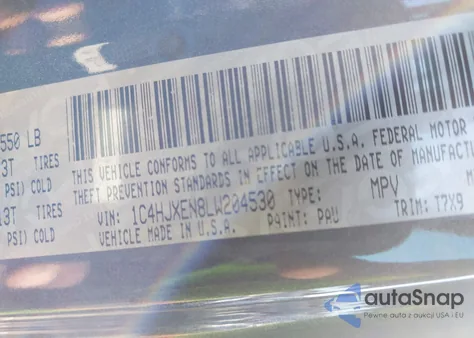 550 LB
3T TIRES
PSI) COLD
13T TIRES
PSI) COLD
THIS VEHICLE CONFORMS TO ALL APPLICABLE U.S.A. FEDERAL MOTOR
THEFT PREVENTION STANDARDS IN EFFECT ON THE DATE OF MANUFACTU
VIN: 1C4HJXEN8LW204530 TYPE: MPV
VEHICLE MADE IN U.S.A. PAINT: PAU TRIM: T7X9
autaSnap
Pewne auta z aukcji USA i EU